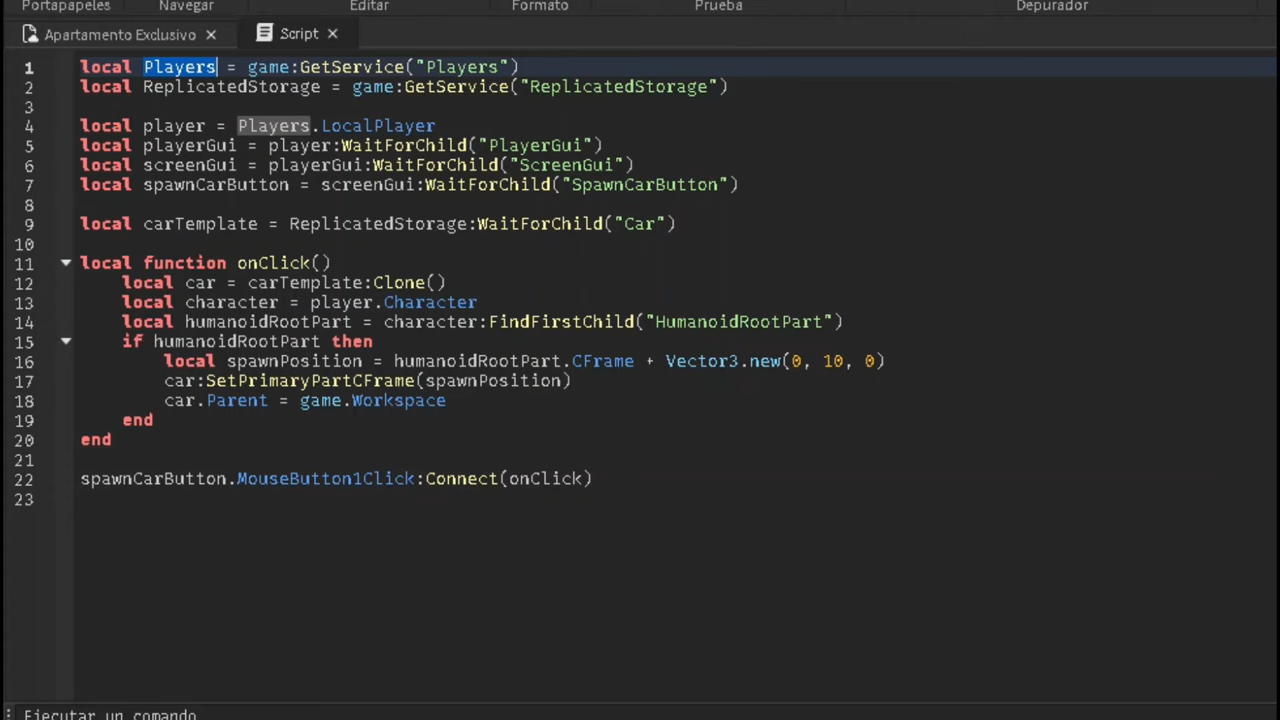 Portapapeles Navegar Editar Formato Prueba Depurador
Apartamento Exclusivo × Script ×
1 local Players = game:GetService("Players")
2 local ReplicatedStorage = game:GetService("ReplicatedStorage")
3
4 local player = Players.LocalPlayer
5 local playerGui = player:WaitForChild("PlayerGui")
6 local screenGui = playerGui:WaitForChild("ScreenGui")
7 local spawnCarButton = screenGui:WaitForChild("SpawnCarButton")
8
9 local carTemplate = ReplicatedStorage:WaitForChild("Car")
10
11 local function onClick()
12 local car = carTemplate:Clone()
13 local character = player.Character
14 local humanoidRootPart = character:FindFirstChild("HumanoidRootPart")
15 if humanoidRootPart then
16 local spawnPosition = humanoidRootPart.CFrame + Vector3.new(0, 10, 0)
17 car:SetPrimaryPartCFrame(spawnPosition)
18 car.Parent = game.Workspace
19 end
20 end
21
22 spawnCarButton.MouseButton1Click:Connect(onClick)
23
Ejecutar un comando